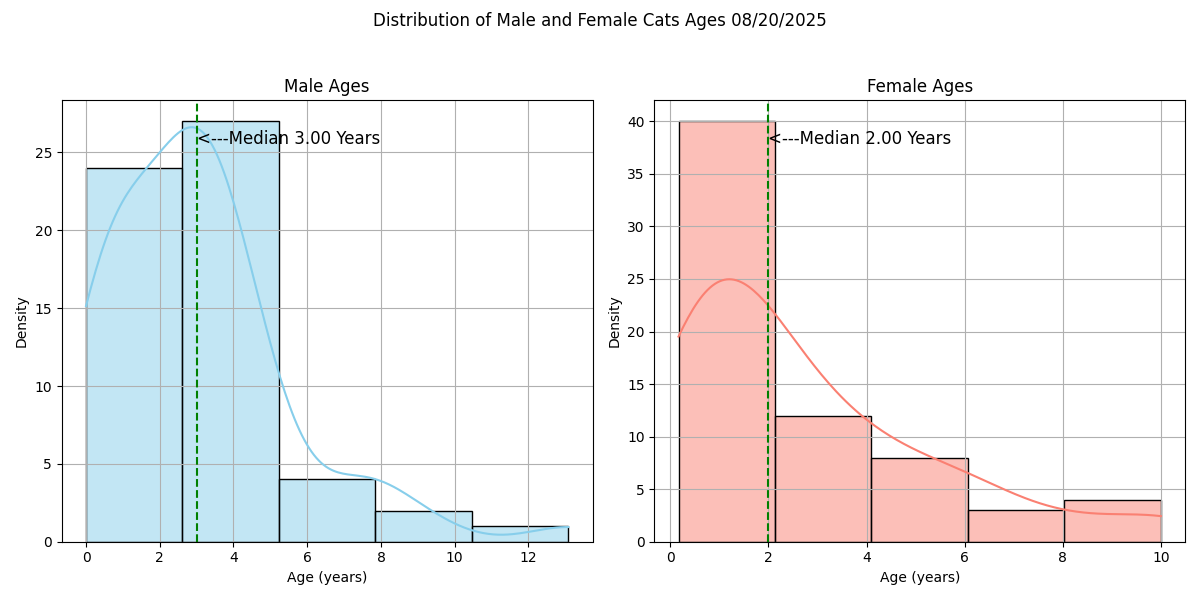 Distribution of Male and Female Cats Ages 08/20/2025
Male Ages
<---Median 3.00 Years
Density
25
20
15
10
5
0
0 2 4 6 8 10 12
Age (years)
Female Ages
<---Median 2.00 Years
Density
40
35
30
25
20
15
10
5
0
0 2 4 6 8 10
Age (years)